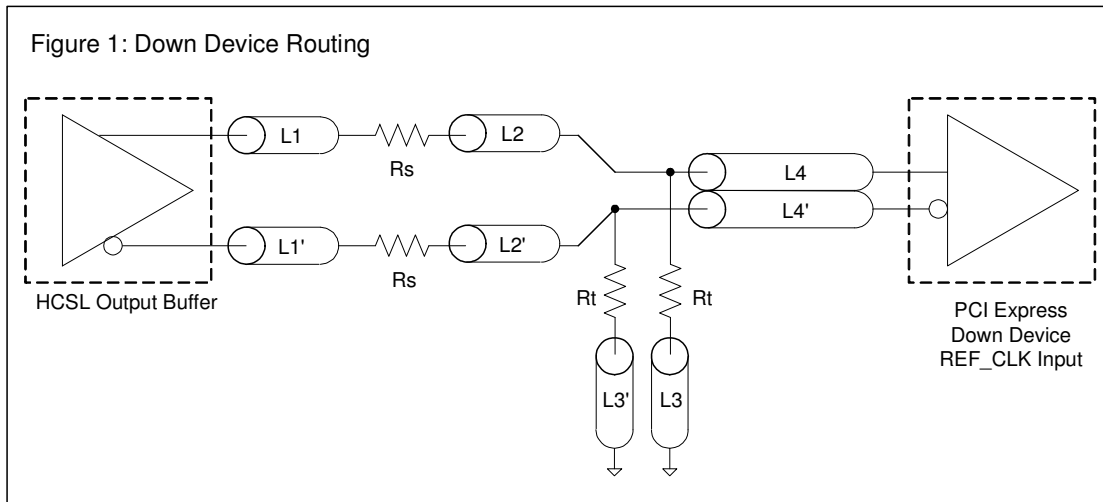 Figure 1: Down Device Routing
L1
Rs
L2
L4
L4'
L1'
Rs
L2'
HCSL Output Buffer
Rt
Rt
L3'
L3
PCI Express
Down Device
REF_CLK Input